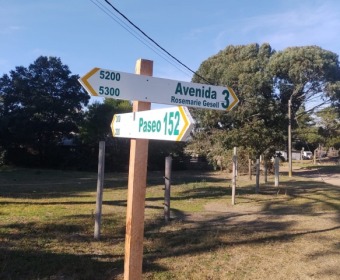 5200
5300
Avenida 3
Rosemarie Gesell
Paseo 152